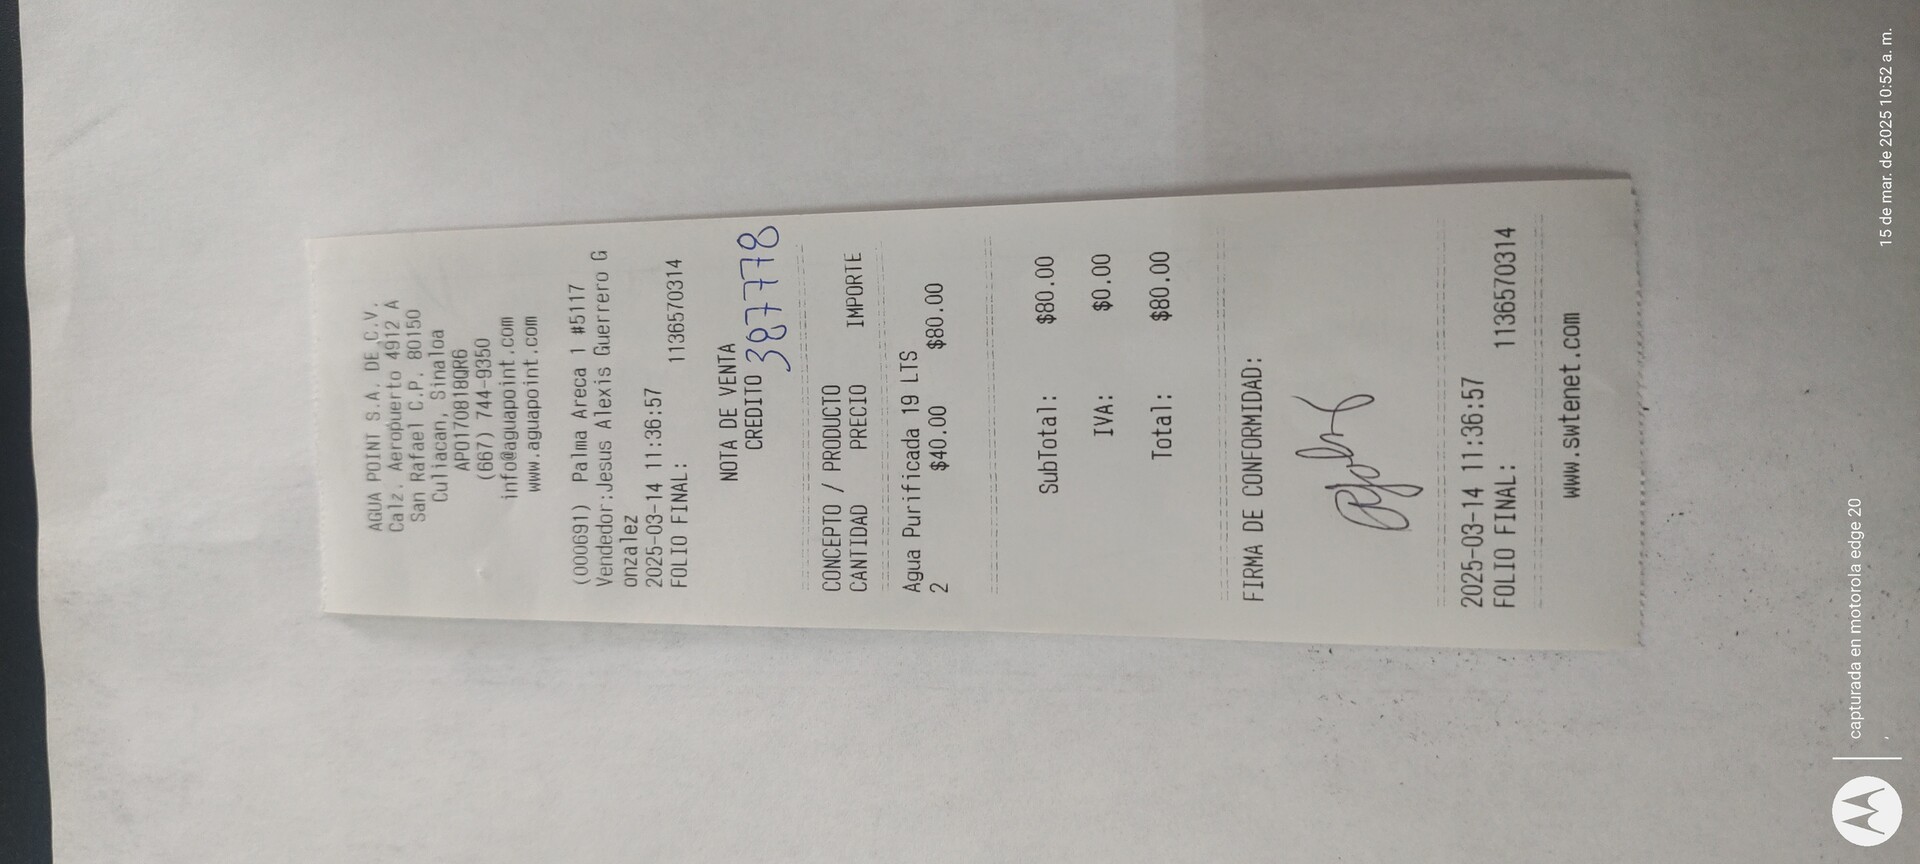 AGUA POINT S.A. DE C.V.
Calz. Aeropuerto 4912 A
San Rafael C.P. 80150
Culiacan, Sinaloa
APO170818QR6
(667) 744-9350
info@aguapoint.com
www.aguapoint.com
(000691) Palma Areca 1 #5117
Vendedor:Jesus Alexis Guerrero G
onzalez
2025-03-14 11:36:57
FOLIO FINAL: 1136570314
NOTA DE VENTA
CREDITO 387778
CONCEPTO / PRODUCTO
CANTIDAD PRECIO IMPORTE
Agua Purificada 19 LTS
2 $40.00 $80.00
SubTotal: $80.00
IVA: $0.00
Total: $80.00
FIRMA DE CONFORMIDAD:
2025-03-14 11:36:57
FOLIO FINAL: 1136570314
www.swtenet.com
capturada en motorola edge 20
15 de mar. de 2025 10:52 a. m.